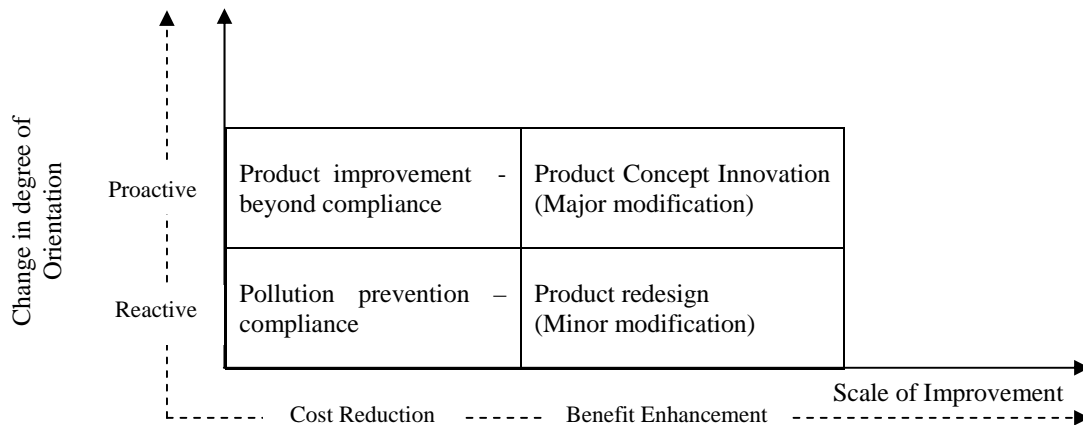 Change in degree of
Orientation
Proactive
Product improvement -
beyond compliance
Product Concept Innovation
(Major modification)
Reactive
Pollution prevention –
compliance
Product redesign
(Minor modification)
Scale of Improvement
Cost Reduction
Benefit Enhancement